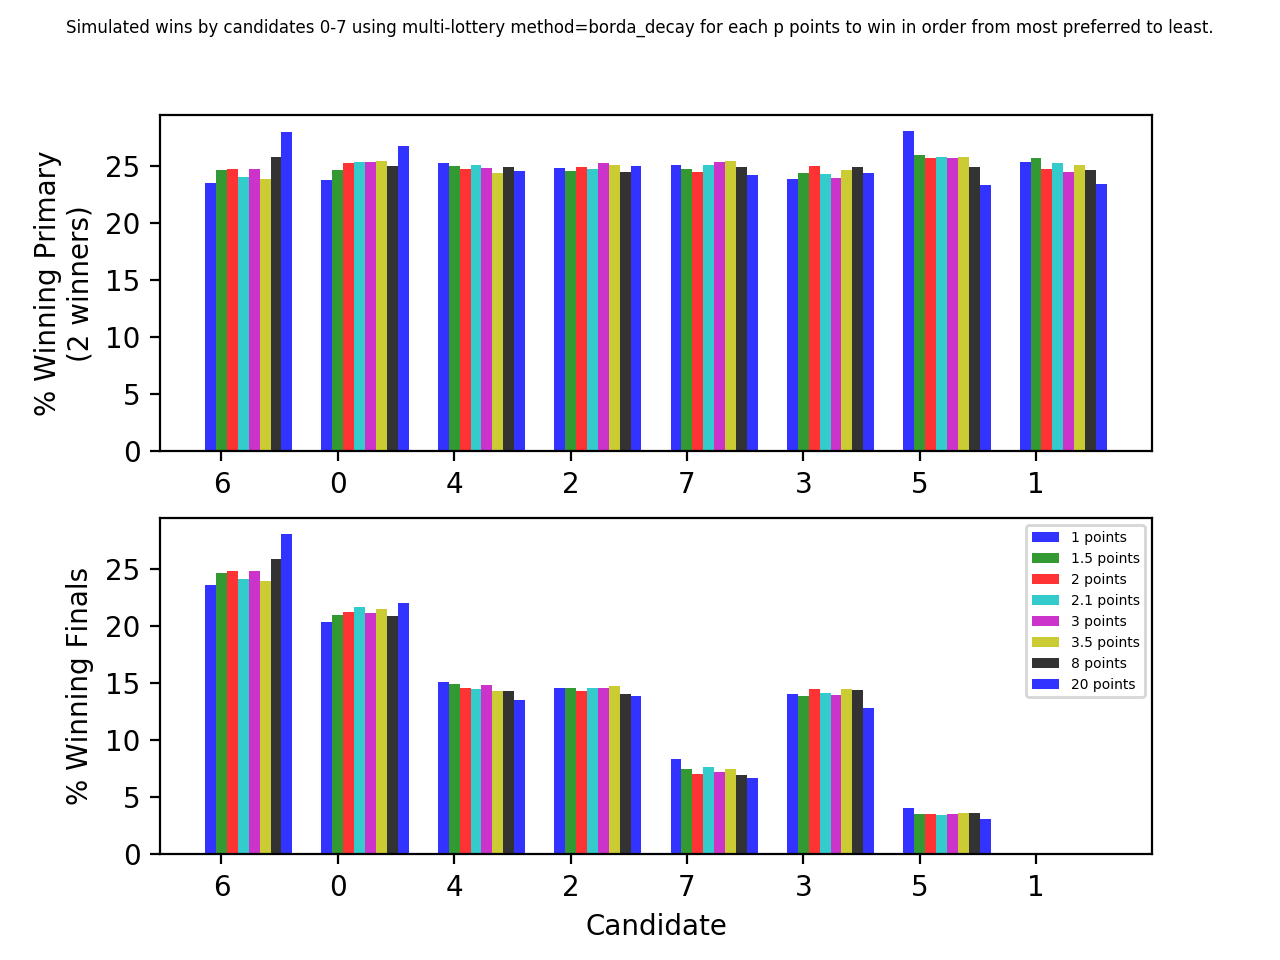 Simulated wins by candidates 0-7 using multi-lottery method=borda_decay for each p points to win in order from most preferred to least.
% Winning Primary
(2 winners)
25
20
15
10
5
0
6 0 4 2 7 3 5 1
% Winning Finals
25
20
15
10
5
0
1 points
1.5 points
2 points
2.1 points
3 points
3.5 points
8 points
20 points
6 0 4 2 7 3 5 1
Candidate